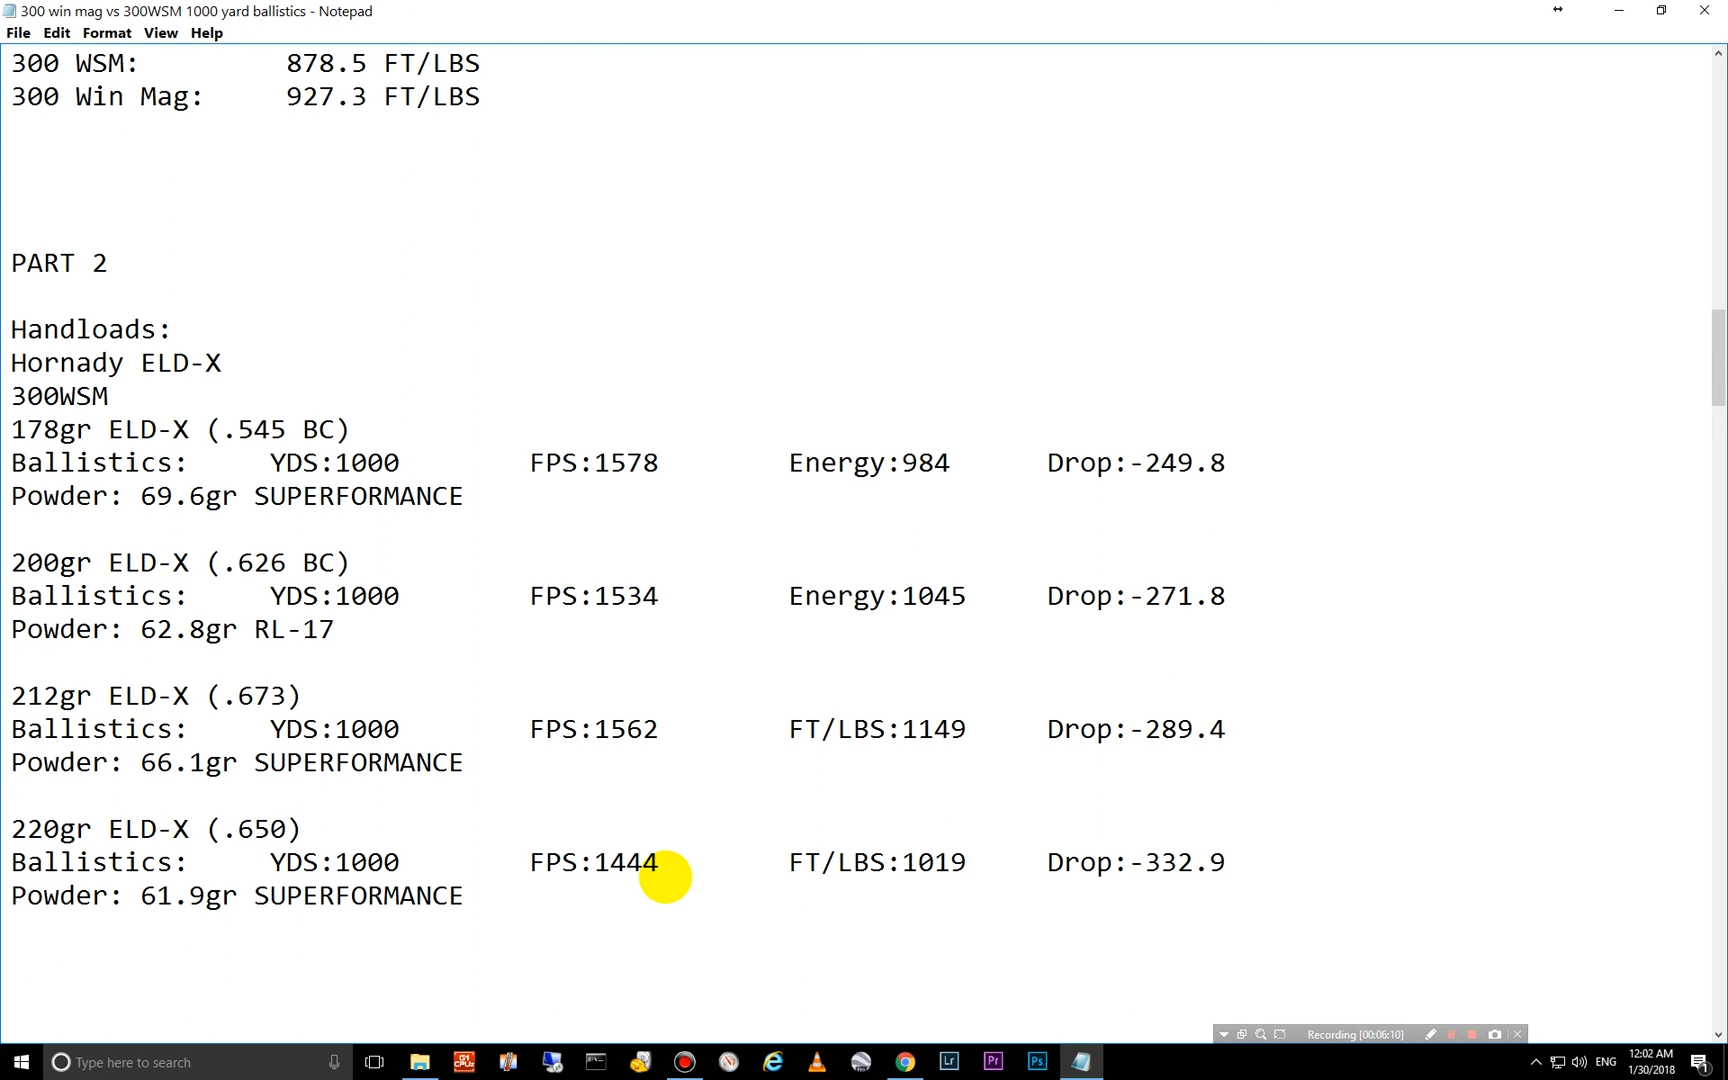 300 win mag vs 300WSM 1000 yard ballistics - Notepad
File Edit Format View Help
300 WSM: 878.5 FT/LBS
300 Win Mag: 927.3 FT/LBS
PART 2
Handloads:
Hornady ELD-X
300WSM
178gr ELD-X (.545 BC)
Ballistics: YDS:1000 FPS:1578 Energy:984 Drop:-249.8
Powder: 69.6gr SUPERFORMANCE
200gr ELD-X (.626 BC)
Ballistics: YDS:1000 FPS:1534 Energy:1045 Drop:-271.8
Powder: 62.8gr RL-17
212gr ELD-X (.673)
Ballistics: YDS:1000 FPS:1562 FT/LBS:1149 Drop:-289.4
Powder: 66.1gr SUPERFORMANCE
220gr ELD-X (.650)
Ballistics: YDS:1000 FPS:1444 FT/LBS:1019 Drop:-332.9
Powder: 61.9gr SUPERFORMANCE
Recording [00:06:10]
Type here to search
Lr Pr Ps
ENG
12:02 AM
1/30/2018
1